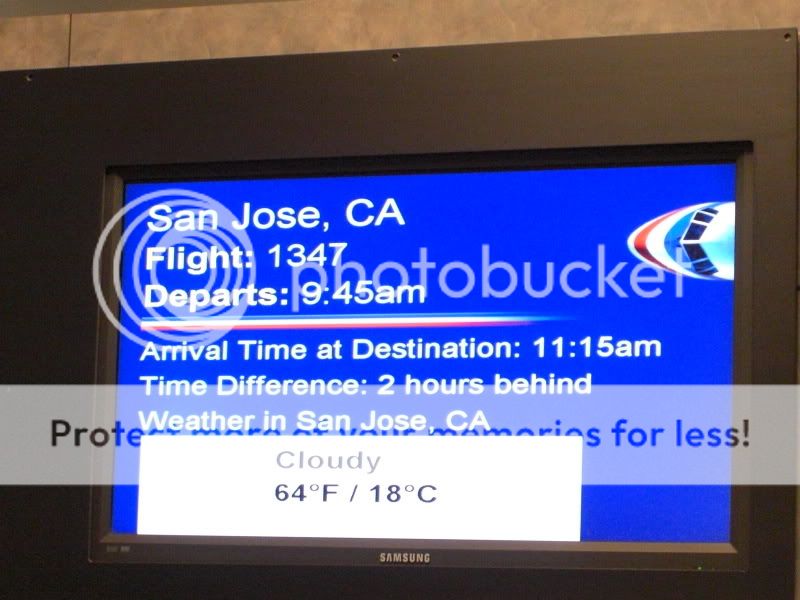 San Jose, CA
Flight: 1347
Departs: 9:45am
photobucket
Arrival Time at Destination: 11:15am
Time Difference: 2 hours behind
Weather in San Jose, CA
Protect more of your memories for less!
Cloudy
64°F / 18°C
SAMSUNG